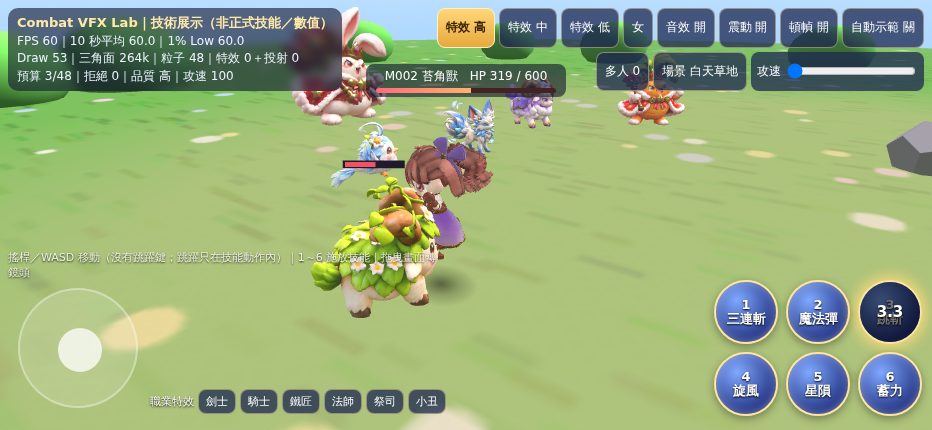 Combat VFX Lab｜技術展示（非正式技能／數值）
FPS 60｜10 秒平均 60.0｜1% Low 60.0
Draw 53｜三角面 264k｜粒子 48｜特效 0＋投射 0
預算 3/48｜拒絕 0｜品質 高｜攻速 100
特效 高
特效 中
特效 低
女
音效 開
震動 開
頓幀 開
自動示範 關
多人 0
場景 白天草地
攻速
M002 苔角獸 HP 319 / 600
搖桿／WASD 移動（沒有跳躍鍵；跳躍只在技能動作內）｜1～6 施放技能｜拖曳畫面轉
鏡頭
1
三連斬
2
魔法彈
3
3.3
跳斬
4
旋風
5
星隕
6
蓄力
職業特效
劍士
騎士
鐵匠
法師
祭司
小丑